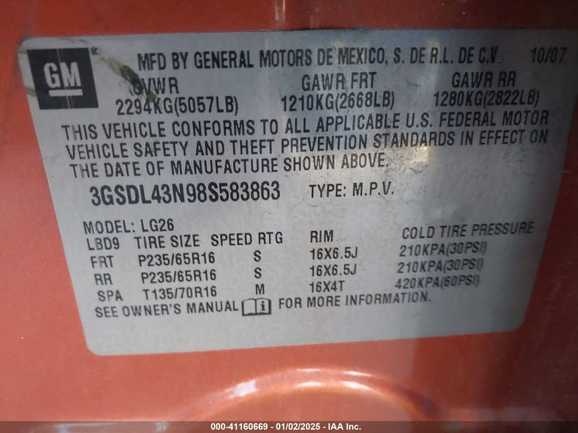 GM
MFD BY GENERAL MOTORS DE MEXICO, S. DE R.L. DE C.V. 10/07
GVWR GAWR FRT GAWR RR
2294KG(5057LB) 1210KG(2668LB) 1280KG(2822LB)
THIS VEHICLE CONFORMS TO ALL APPLICABLE U.S. FEDERAL MOTOR
VEHICLE SAFETY AND THEFT PREVENTION STANDARDS IN EFFECT ON
THE DATE OF MANUFACTURE SHOWN ABOVE.
3GSDL43N98S583863 TYPE: M.P.V.
MODEL: LG26
LBD9 TIRE SIZE SPEED RTG RIM COLD TIRE PRESSURE
FRT P235/65R16 S 16X6.5J 210KPA(30PSI)
RR P235/65R16 S 16X6.5J 210KPA(30PSI)
SPA T135/70R16 M 16X4T 420KPA(60PSI)
SEE OWNER'S MANUAL FOR MORE INFORMATION.
000-41160669 - 01/02/2025 - IAA Inc.